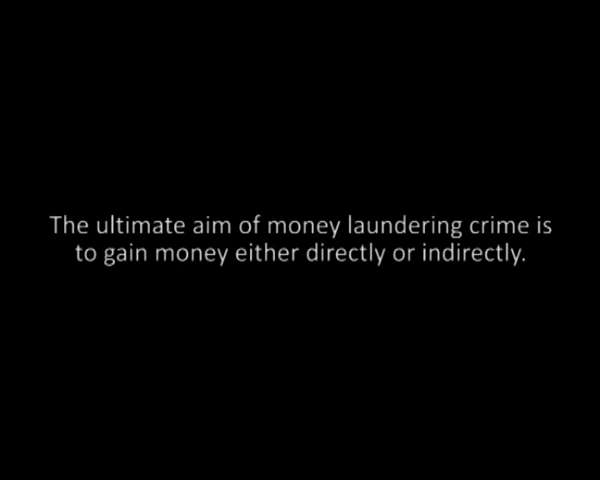 The ultimate aim of money laundering crime is
to gain money either directly or indirectly.